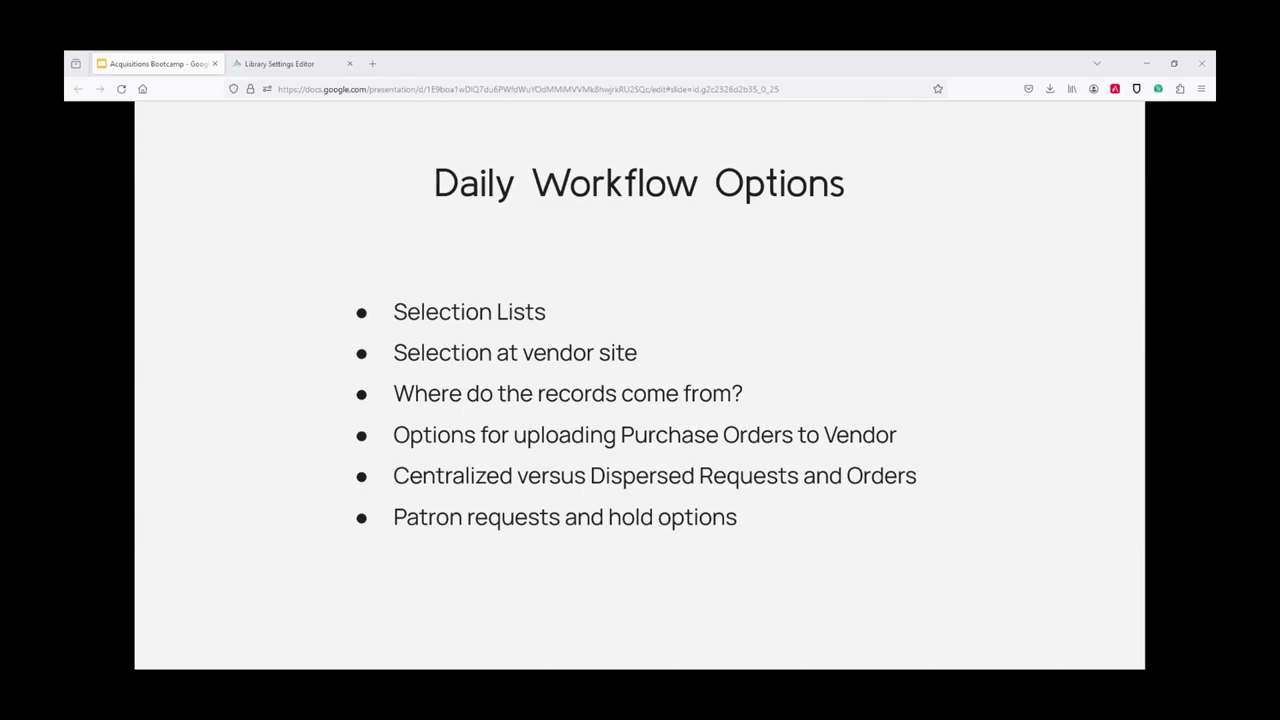 Acquisitions Bootcamp - Goog
Library Settings Editor
Daily Workflow Options
● Selection Lists
● Selection at vendor site
● Where do the records come from?
● Options for uploading Purchase Orders to Vendor
● Centralized versus Dispersed Requests and Orders
● Patron requests and hold options